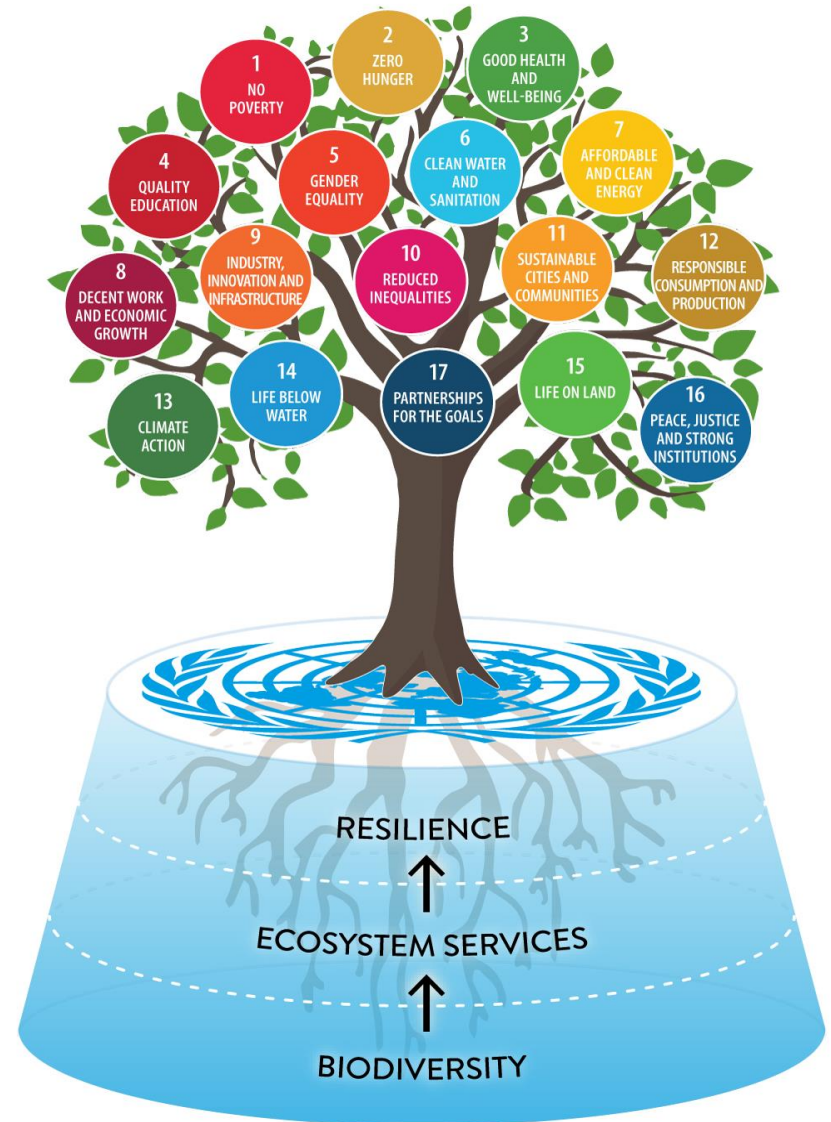 1
NO
POVERTY
2
ZERO
HUNGER
3
GOOD HEALTH
AND
WELL-BEING
4
QUALITY
EDUCATION
5
GENDER
EQUALITY
6
CLEAN WATER
AND
SANITATION
7
AFFORDABLE
AND CLEAN
ENERGY
8
DECENT WORK
AND ECONOMIC
GROWTH
9
INDUSTRY,
INNOVATION AND
INFRASTRUCTURE
10
REDUCED
INEQUALITIES
11
SUSTAINABLE
CITIES AND
COMMUNITIES
12
RESPONSIBLE
CONSUMPTION AND
PRODUCTION
13
CLIMATE
ACTION
14
LIFE BELOW
WATER
17
PARTNERSHIPS
FOR THE GOALS
15
LIFE ON LAND
16
PEACE, JUSTICE
AND STRONG
INSTITUTIONS
RESILIENCE
ECOSYSTEM SERVICES
BIODIVERSITY